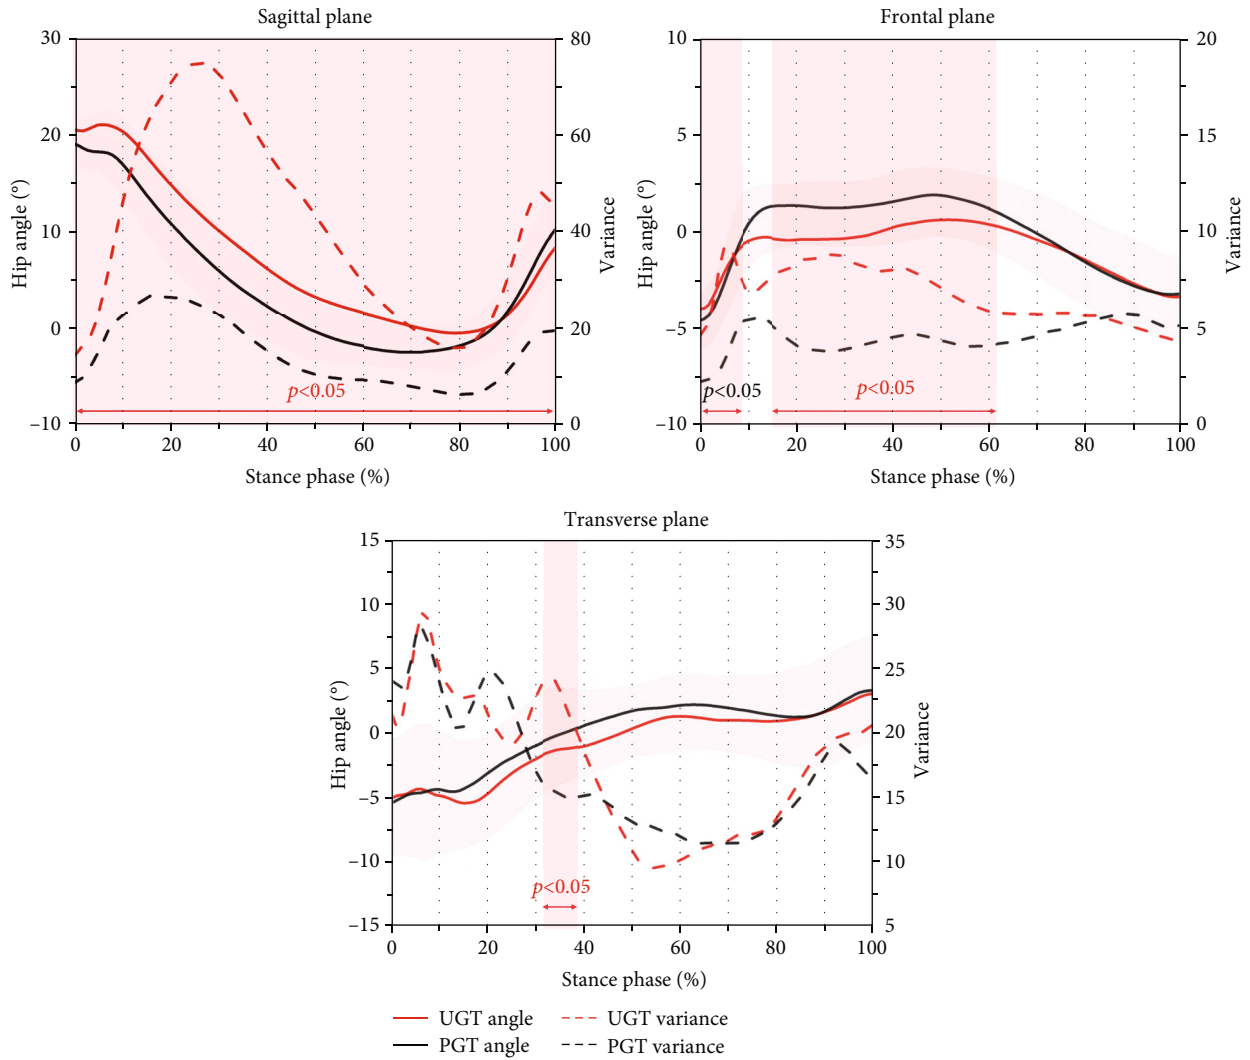 Sagittal plane
30
20
10
0
−10
Hip angle (°)
80
60
40
20
0
Variance
p<0.05
0
20
40
60
80
100
Stance phase (%)
Frontal plane
10
5
0
−5
−10
Hip angle (°)
20
15
10
5
0
Variance
p<0.05
p<0.05
0
20
40
60
80
100
Stance phase (%)
Transverse plane
15
10
5
0
−5
−10
−15
Hip angle (°)
35
30
25
20
15
10
5
Variance
p<0.05
0
20
40
60
80
100
Stance phase (%)
UGT angle
UGT variance
PGT angle
PGT variance